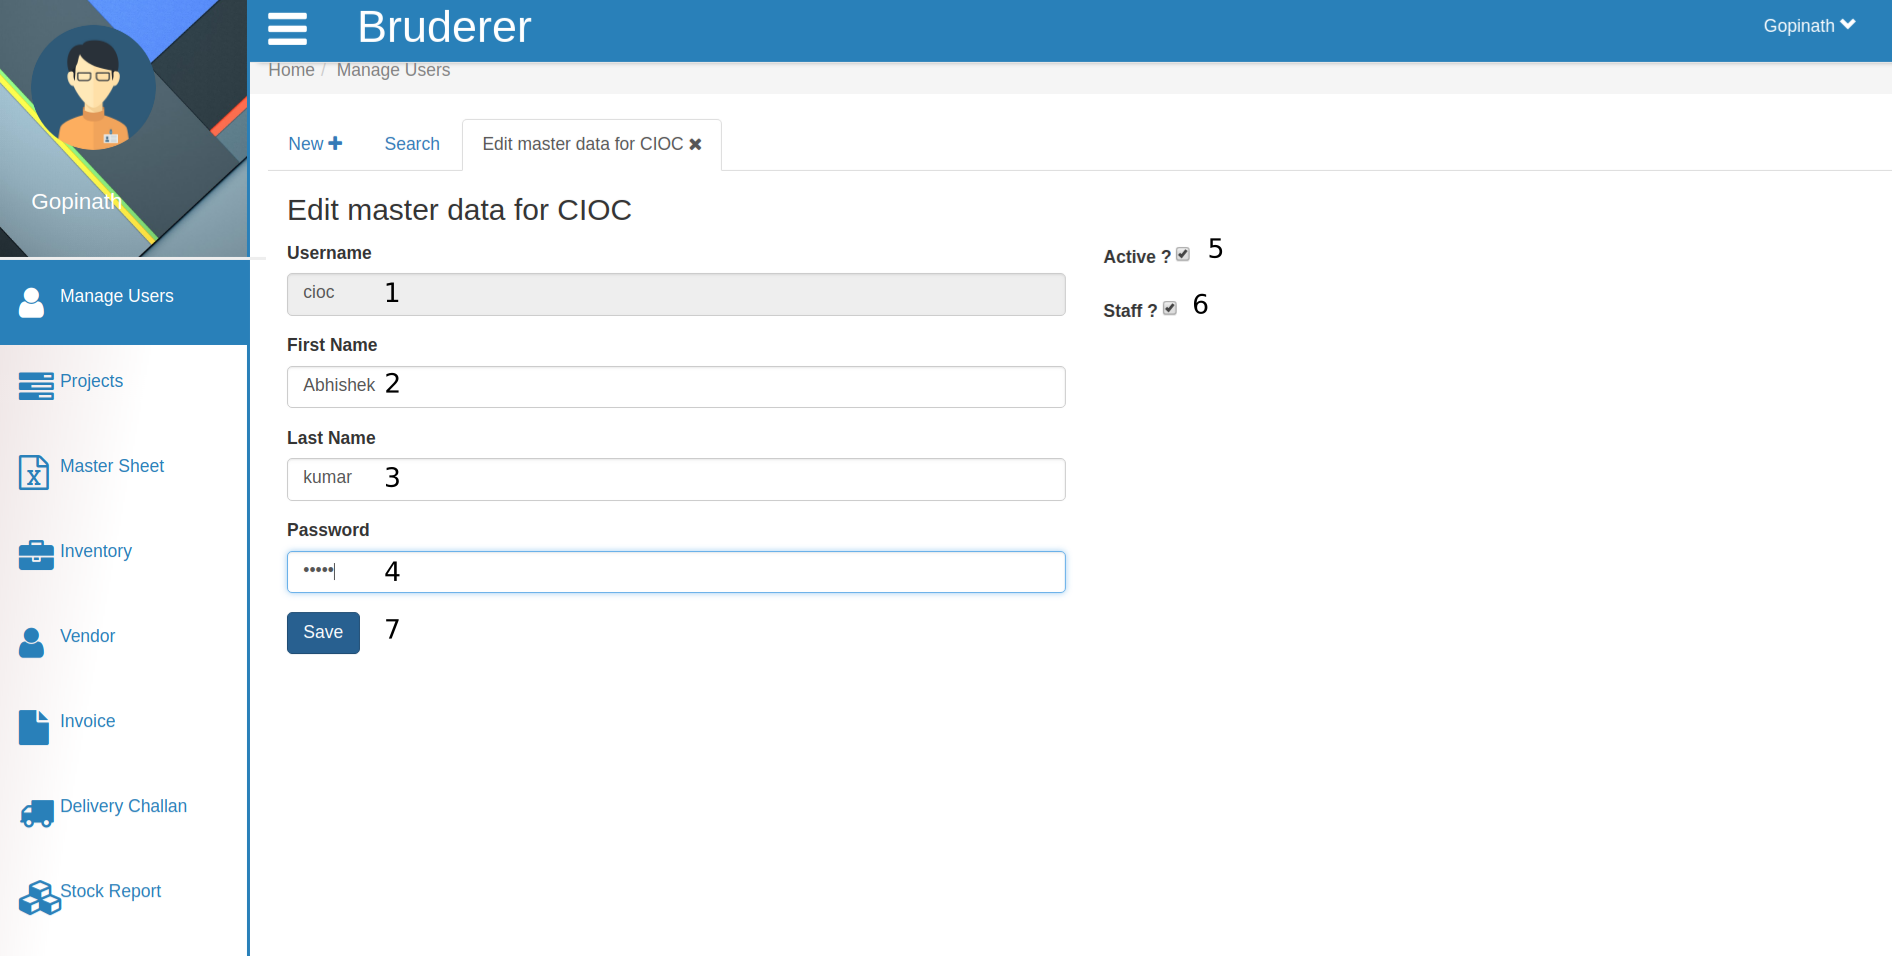 Bruderer
Gopinath
Home / Manage Users
Gopinath
New
Search
Edit master data for CIOC
Edit master data for CIOC
Username
cioc 1
First Name
Abhishek 2
Last Name
kumar 3
Password
••••• 4
Save 7
Active ? 5
Staff ? 6
Manage Users
Projects
X Master Sheet
Inventory
Vendor
Invoice
Delivery Challan
Stock Report